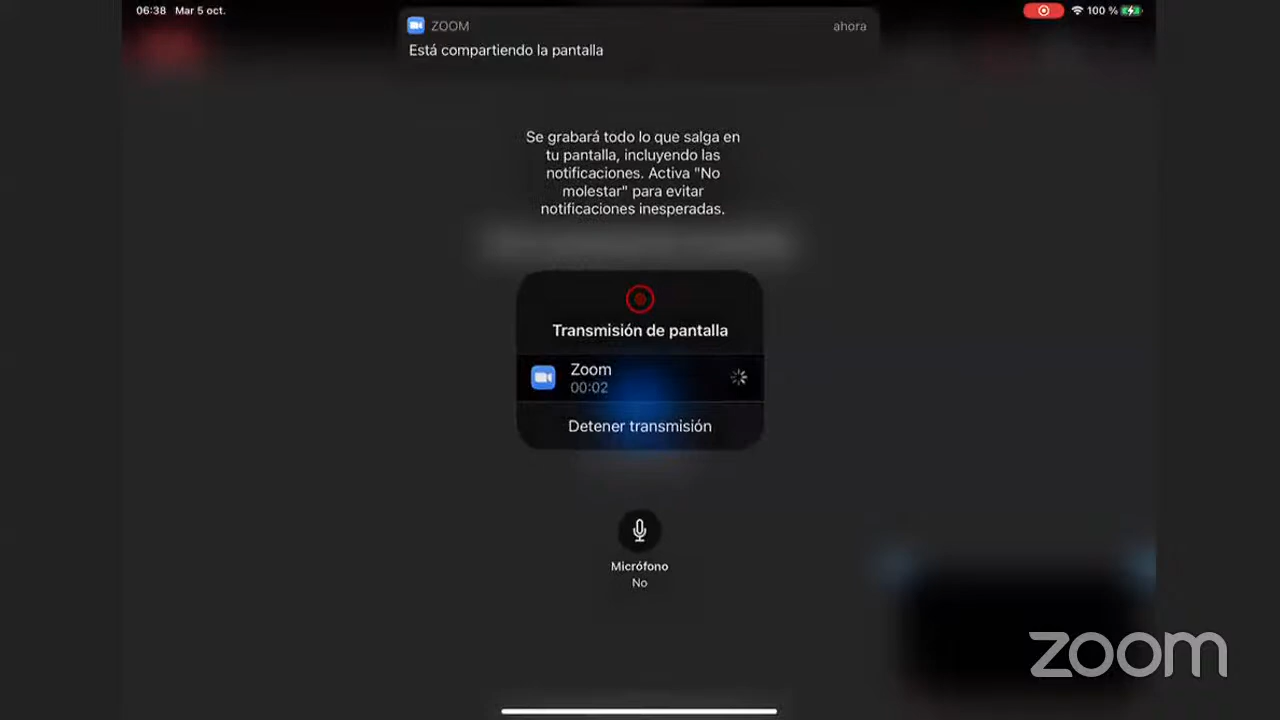 06:38 Mar 5 oct.
100 %
ZOOM
ahora
Está compartiendo la pantalla
Se grabará todo lo que salga en
tu pantalla, incluyendo las
notificaciones. Activa "No
molestar" para evitar
notificaciones inesperadas.
Transmisión de pantalla
Zoom
00:02
Detener transmisión
Micrófono
No
zoom